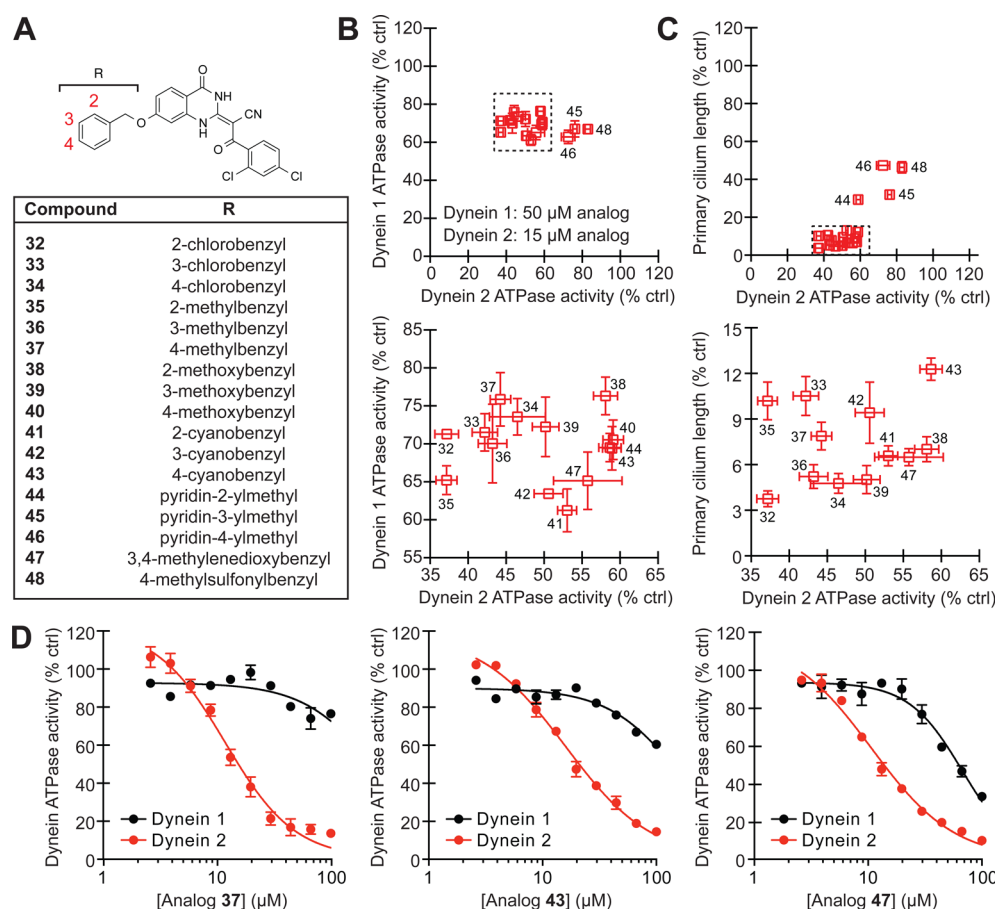 A
R
2
3
4
O
O
NH
N
H
CN
O
Cl
Cl
Compound R
32 2-chlorobenzyl
33 3-chlorobenzyl
34 4-chlorobenzyl
35 2-methylbenzyl
36 3-methylbenzyl
37 4-methylbenzyl
38 2-methoxybenzyl
39 3-methoxybenzyl
40 4-methoxybenzyl
41 2-cyanobenzyl
42 3-cyanobenzyl
43 4-cyanobenzyl
44 pyridin-2-ylmethyl
45 pyridin-3-ylmethyl
46 pyridin-4-ylmethyl
47 3,4-methylenedioxybenzyl
48 4-methylsulfonylbenzyl
B
Dynein 1 ATPase activity (% ctrl)
120
100
80
60
40
20
0
45
48
46
Dynein 1: 50 µM analog
Dynein 2: 15 µM analog
0 20 40 60 80 100 120
Dynein 2 ATPase activity (% ctrl)
Dynein 1 ATPase activity (% ctrl)
85
80
75
70
65
60
55
37
34
38
33
39
40
32
36
44
43
47
35
42
41
35 40 45 50 55 60 65
Dynein 2 ATPase activity (% ctrl)
C
Primary cilium length (% ctrl)
120
100
80
60
40
20
0
46
48
44
45
0 20 40 60 80 100 120
Dynein 2 ATPase activity (% ctrl)
Primary cilium length (% ctrl)
15
12
9
6
3
0
43
33
35
42
37
41
38
36
47
34
39
32
35 40 45 50 55 60 65
Dynein 2 ATPase activity (% ctrl)
D
Dynein ATPase activity (% ctrl)
120
100
80
60
40
20
0
Dynein 1
Dynein 2
1 10 100
[Analog 37] (µM)
Dynein ATPase activity (% ctrl)
120
100
80
60
40
20
0
Dynein 1
Dynein 2
1 10 100
[Analog 43] (µM)
Dynein ATPase activity (% ctrl)
120
100
80
60
40
20
0
Dynein 1
Dynein 2
1 10 100
[Analog 47] (µM)